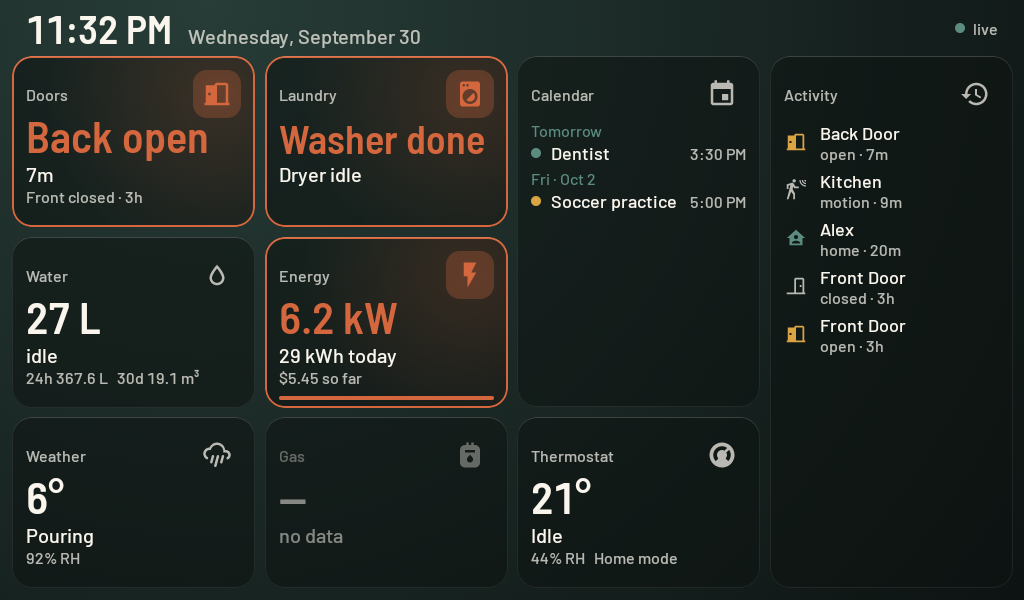 11:32 PM
Wednesday, September 30
live
Doors
Back open
7m
Front closed · 3h
Laundry
Washer done
Dryer idle
Calendar
Tomorrow
Dentist 3:30 PM
Fri · Oct 2
Soccer practice 5:00 PM
Activity
Back Door
open · 7m
Kitchen
motion · 9m
Alex
home · 20m
Front Door
closed · 3h
Front Door
open · 3h
Water
27 L
idle
24h 367.6 L 30d 19.1 m³
Energy
6.2 kW
29 kWh today
$5.45 so far
Weather
6°
Pouring
92% RH
Gas
—
no data
Thermostat
21°
Idle
44% RH Home mode